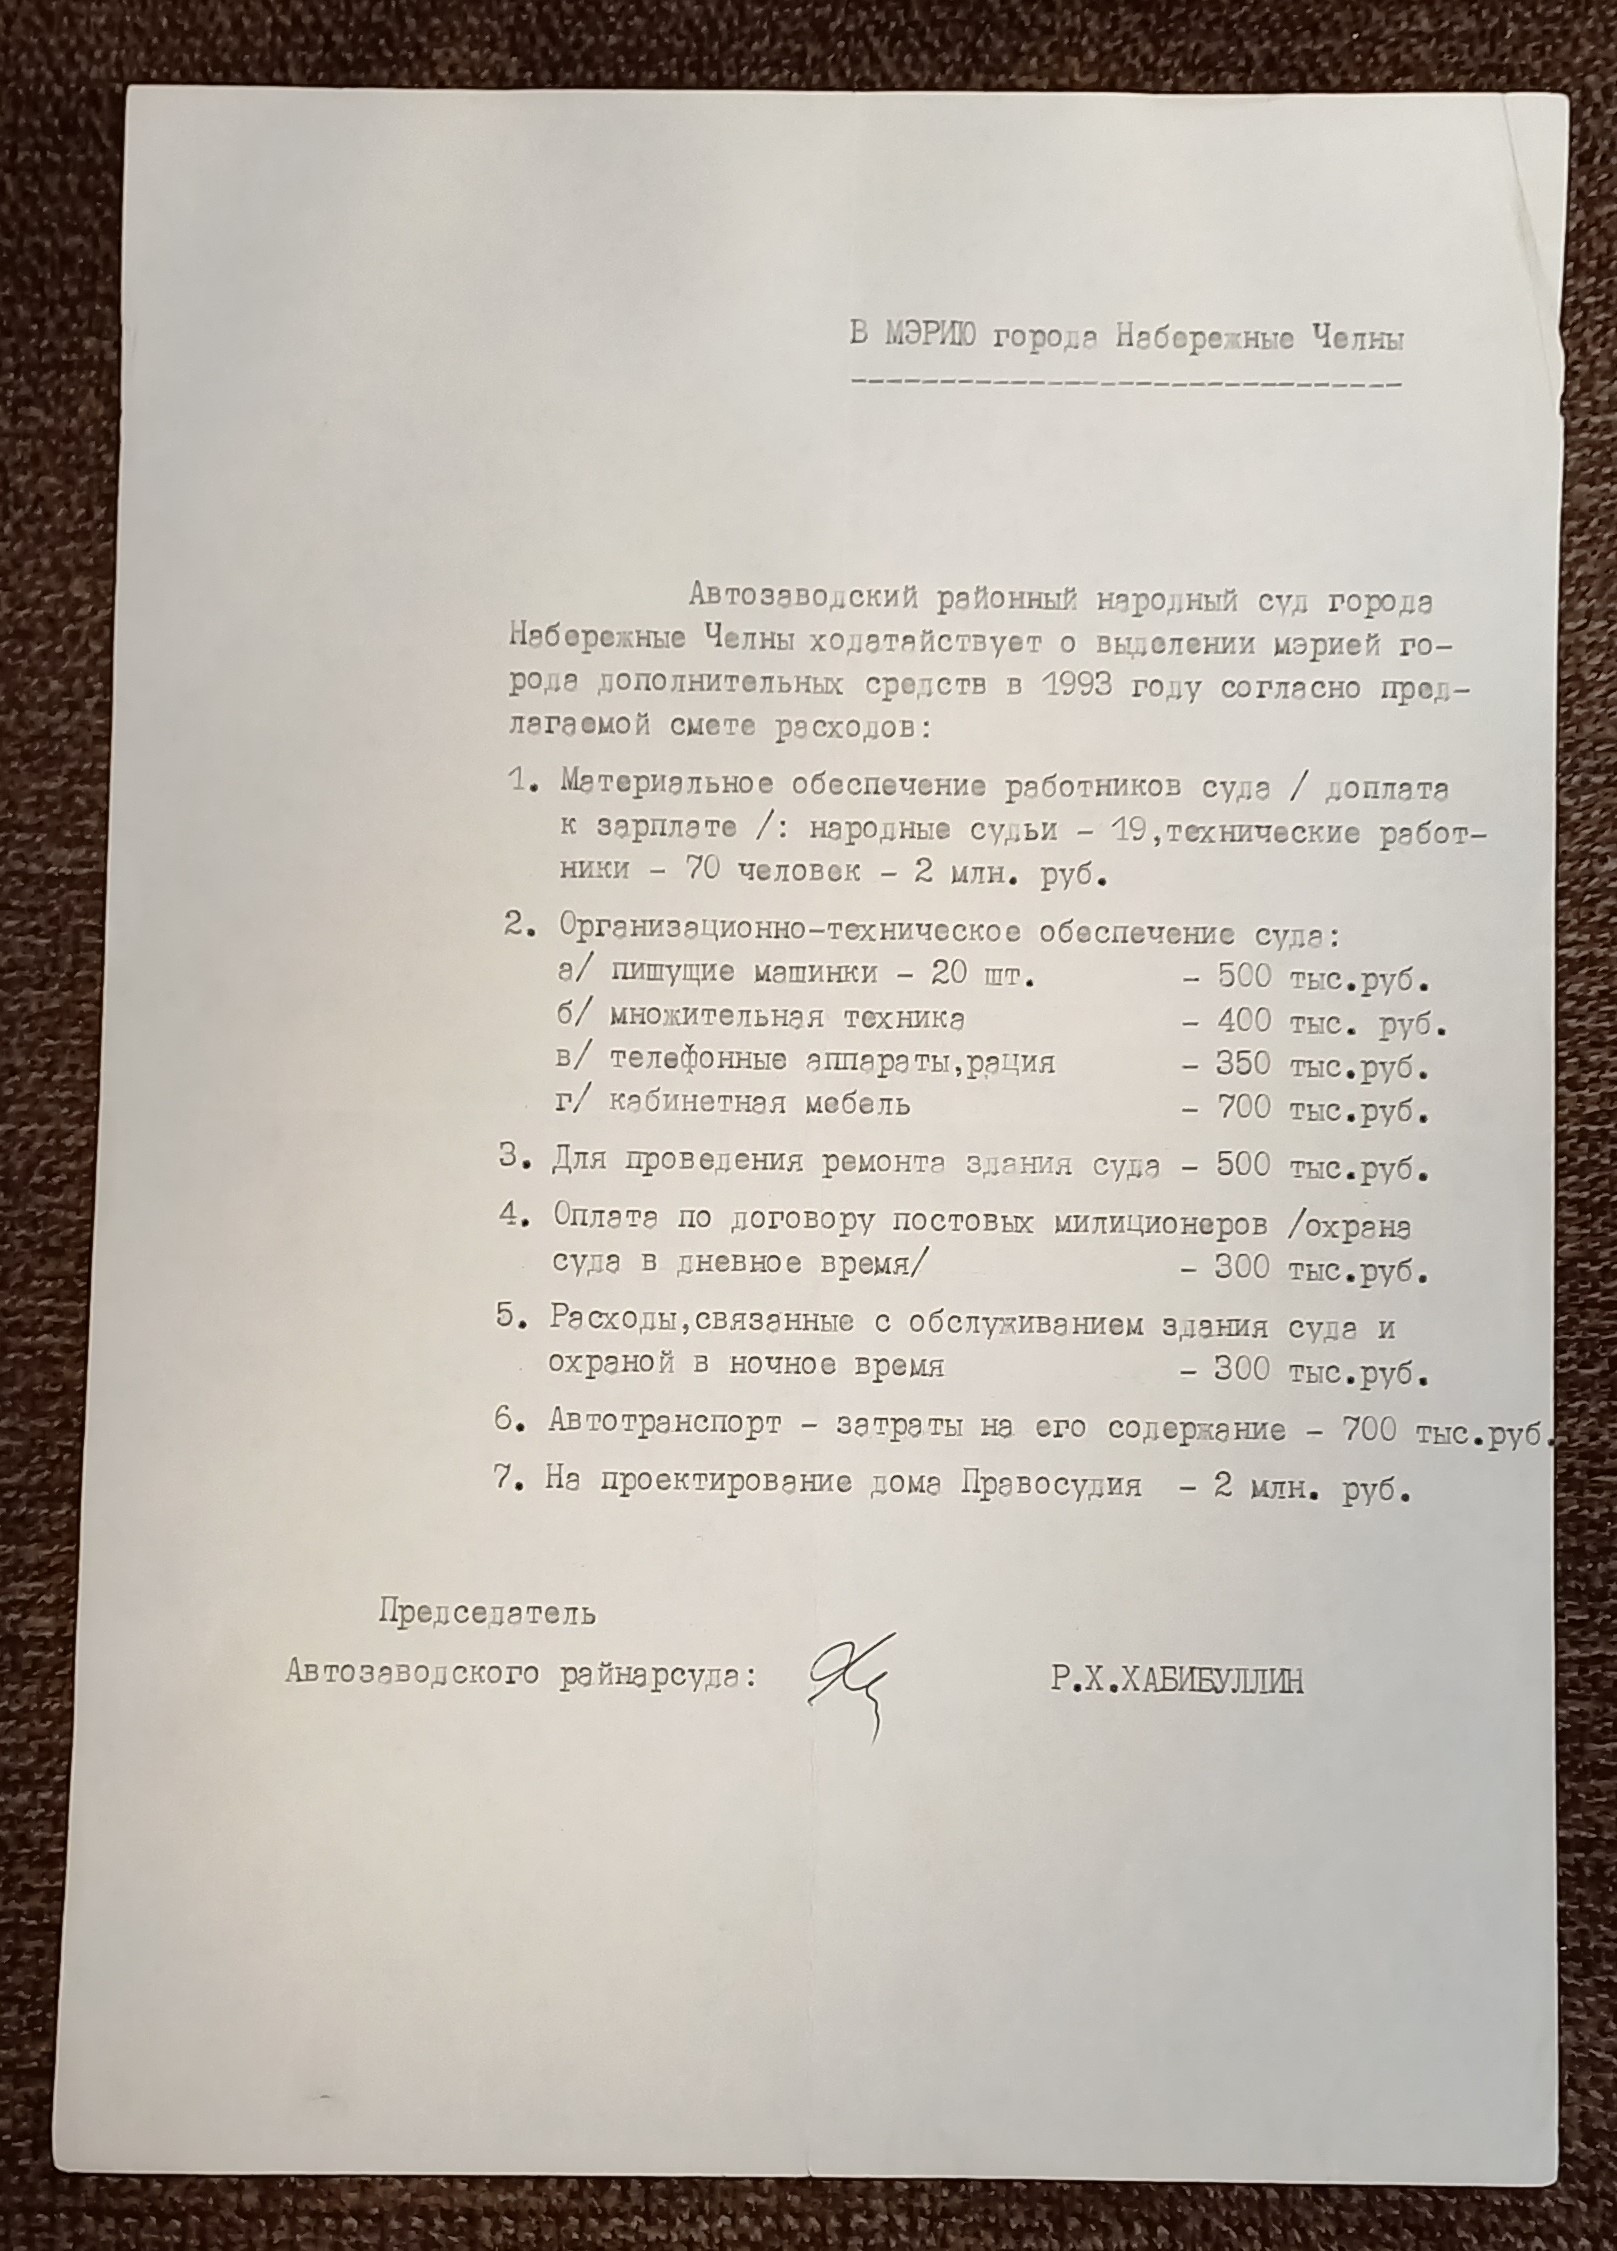 В МЭРИЮ города Набережные Челны
-------------------------------
Автозаводский районный народный суд города
Набережные Челны ходатайствует о выделении мэрией го-
рода дополнительных средств в 1993 году согласно пред-
лагаемой смете расходов:
1. Материальное обеспечение работников суда / доплата
к зарплате /: народные судьи - 19,технические работ-
ники - 70 человек - 2 млн. руб.
2. Организационно-техническое обеспечение суда:
а/ пишущие машинки - 20 шт. - 500 тыс.руб.
б/ множительная техника - 400 тыс. руб.
в/ телефонные аппараты,рация - 350 тыс.руб.
г/ кабинетная мебель - 700 тыс.руб.
3. Для проведения ремонта здания суда - 500 тыс.руб.
4. Оплата по договору постовых милиционеров /охрана
суда в дневное время/ - 300 тыс.руб.
5. Расходы,связанные с обслуживанием здания суда и
охраной в ночное время - 300 тыс.руб.
6. Автотранспорт - затраты на его содержание - 700 тыс.руб.
7. На проектирование дома Правосудия - 2 млн. руб.
Председатель
Автозаводского райнарсуда: Р.Х.ХАБИБУЛЛИН